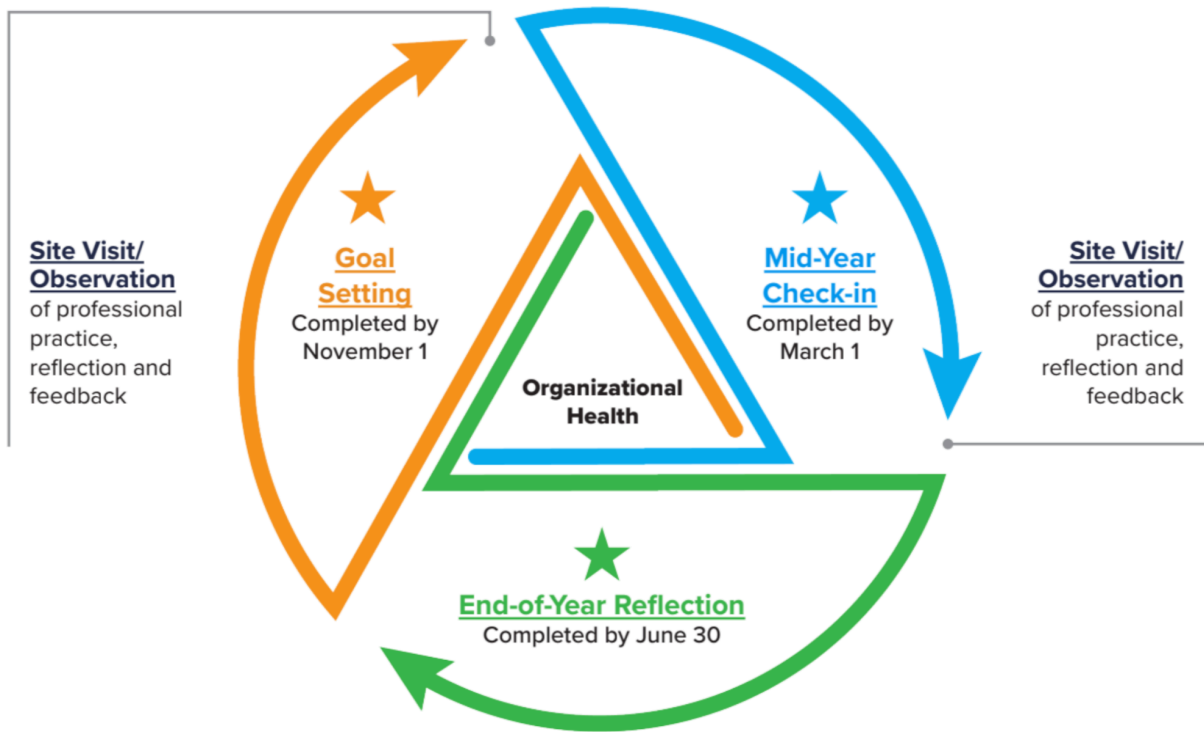 Site Visit/
Observation
of professional
practice,
reflection and
feedback
Goal
Setting
Completed by
November 1
Organizational
Health
Mid-Year
Check-in
Completed by
March 1
Site Visit/
Observation
of professional
practice,
reflection and
feedback
End-of-Year Reflection
Completed by June 30